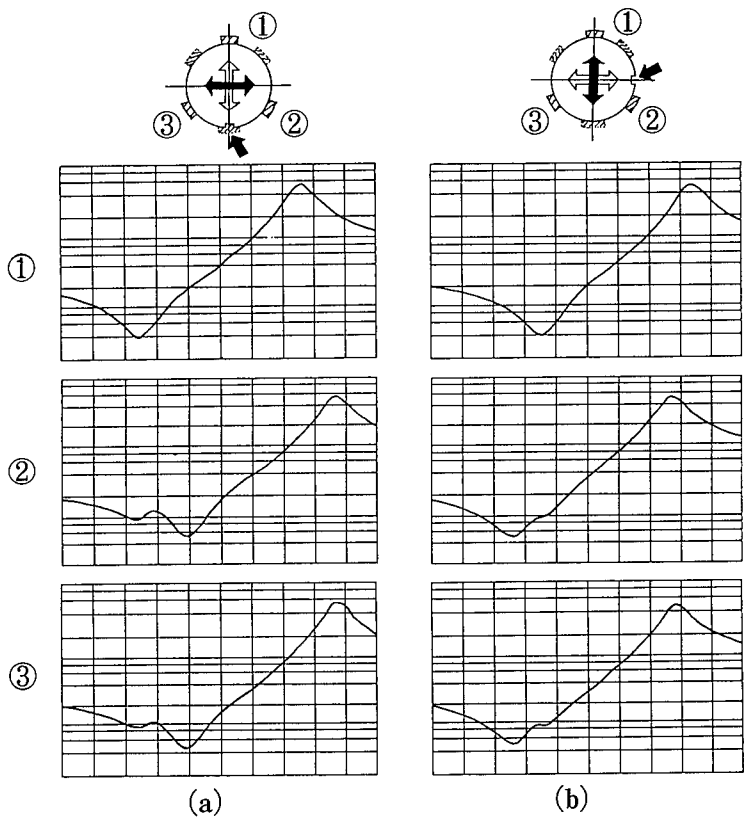 ① ①
③ ② ③ ②
①
②
③
(a) (b)